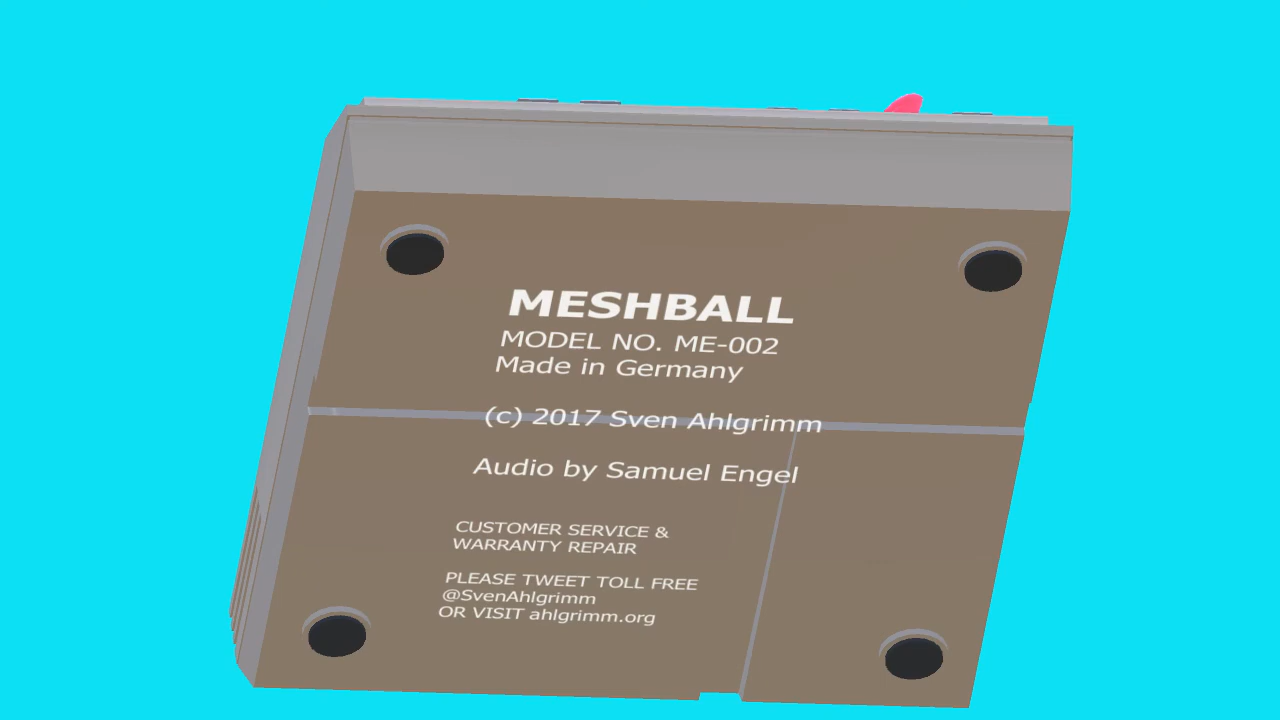 MESHBALL
MODEL NO. ME-002
Made in Germany
(c) 2017 Sven Ahlgrimm
Audio by Samuel Engel
CUSTOMER SERVICE &
WARRANTY REPAIR
PLEASE TWEET TOLL FREE
@SvenAhlgrimm
OR VISIT ahlgrimm.org